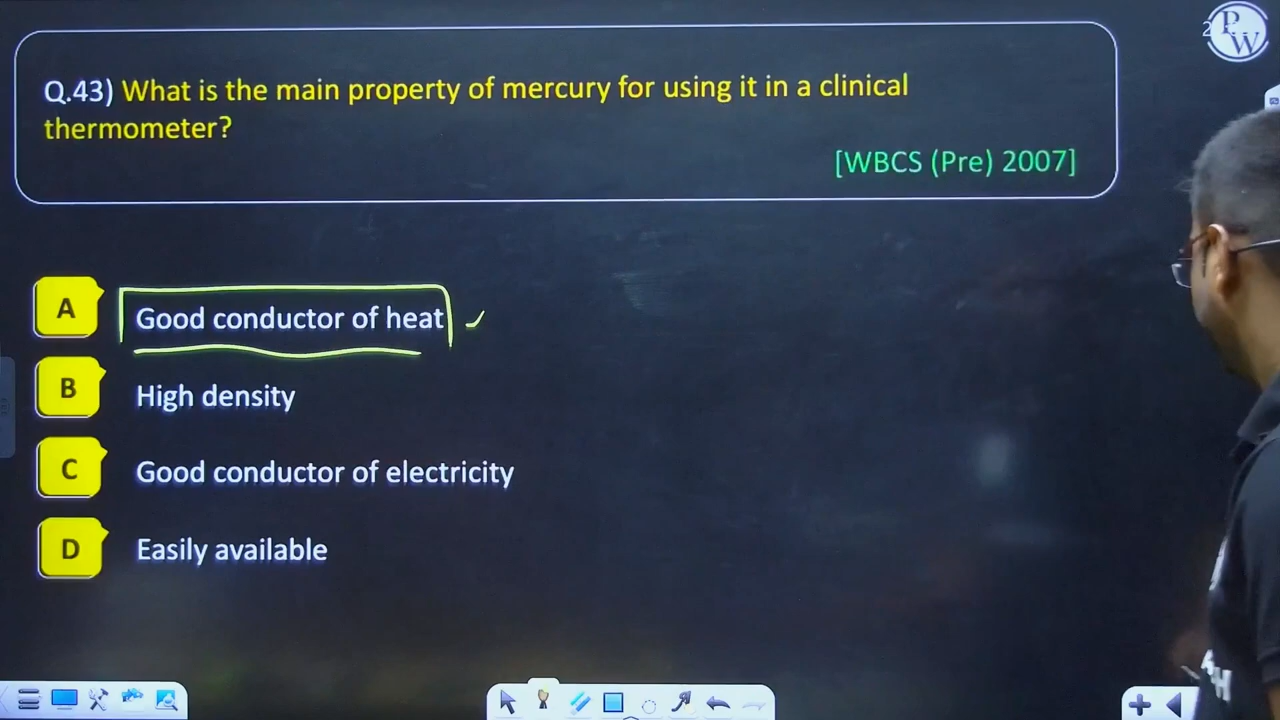 Q.43) What is the main property of mercury for using it in a clinical
thermometer?
[WBCS (Pre) 2007]
A Good conductor of heat
B High density
C Good conductor of electricity
D Easily available
PW